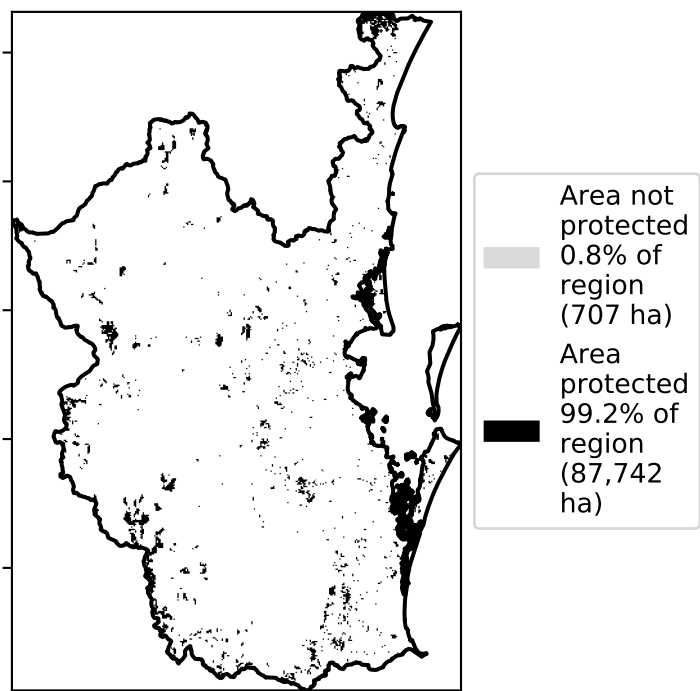 Area not
protected
0.8% of
region
(707 ha)
Area
protected
99.2% of
region
(87,742
ha)